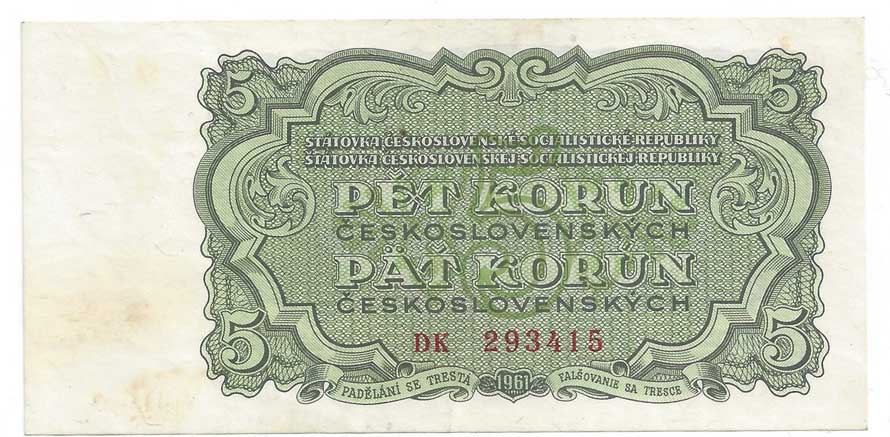 5 5
STÁTOVKA ČESKOSLOVENSKÉ SOCIALISTICKÉ REPUBLIKY
ŠTÁTOVKA ČESKOSLOVENSKEJ SOCIALISTICKEJ REPUBLIKY
PĚT KORUN
ČESKOSLOVENSKÝCH
PÄŤ KORÚN
ČESKOSLOVENSKÝCH
5 5
DK 293415
PADĚLÁNÍ SE TRESTÁ 1961 FALŠOVANIE SA TRESCE